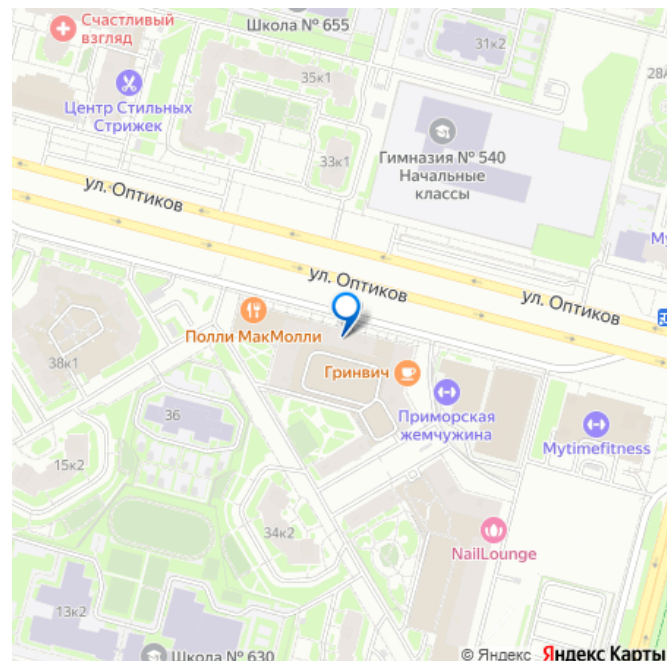 Счастливый
взгляд
Школа № 655
31к2
28
35к1
Центр Стильных
Стрижек
33к1
Гимназия № 540
Начальные
классы
ул. Оптиков
ул. Оптиков
ул. Оптиков
Полли МакМолли
38к1
Гринвич
Приморская
жемчужина
Mytimefitness
36
15к2
34к2
NailLounge
13к2
Школа № 630
© Яндекс Яндекс Карты